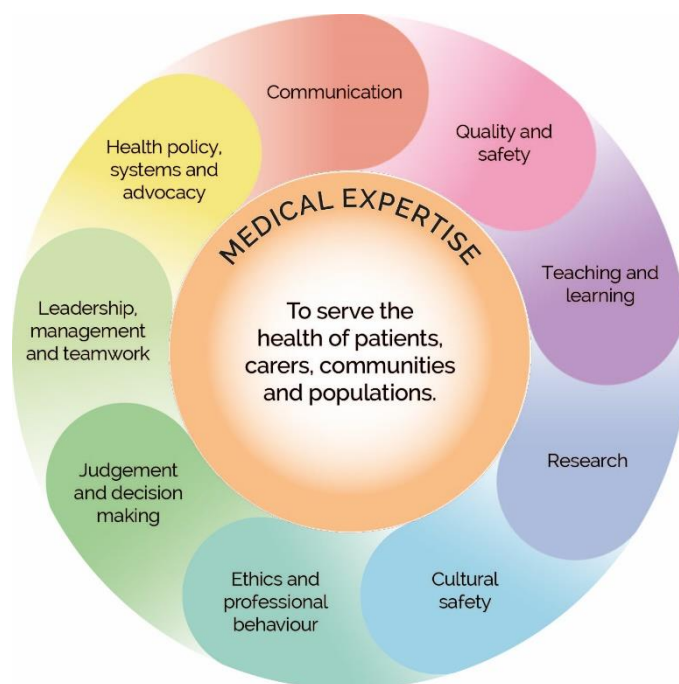 Communication
Quality and
safety
Teaching and
learning
Research
Cultural
safety
Ethics and
professional
behaviour
Judgement
and decision
making
Leadership,
management
and teamwork
Health policy,
systems and
advocacy
MEDICAL EXPERTISE
To serve the
health of patients,
carers, communities
and populations.